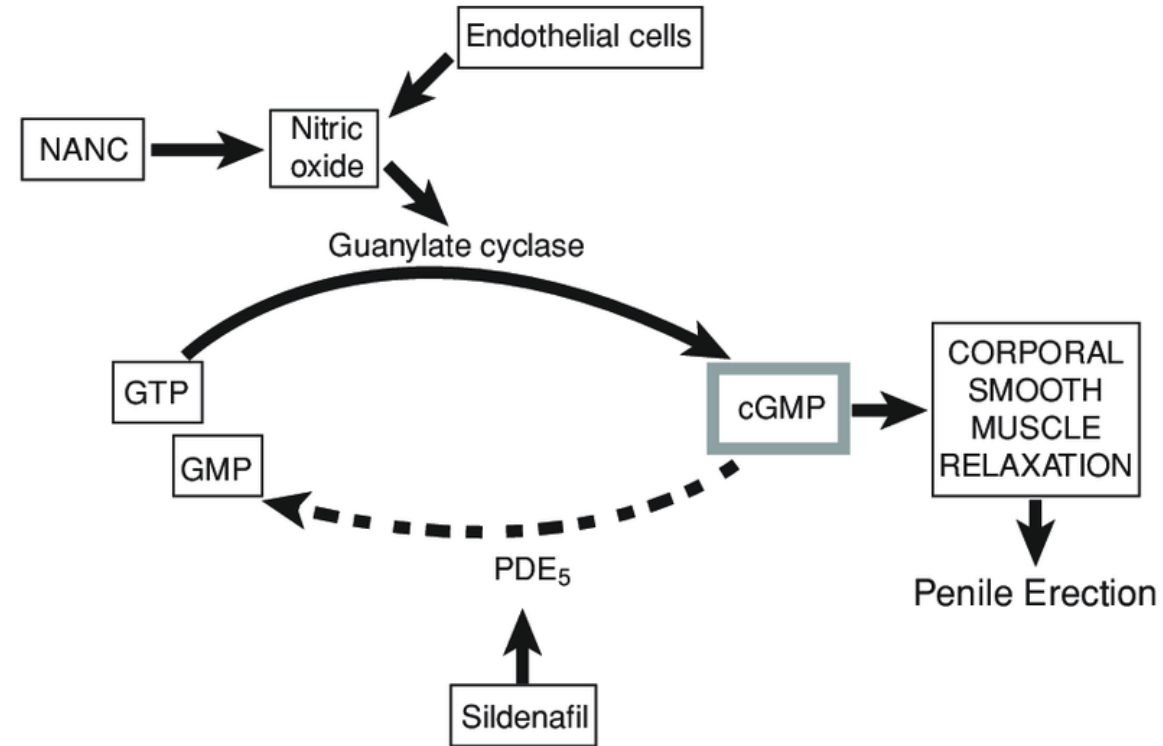 Endothelial cells
NANC
Nitric
oxide
Guanylate cyclase
GTP
cGMP
CORPORAL
SMOOTH
MUSCLE
RELAXATION
GMP
PDE₅
Penile Erection
Sildenafil